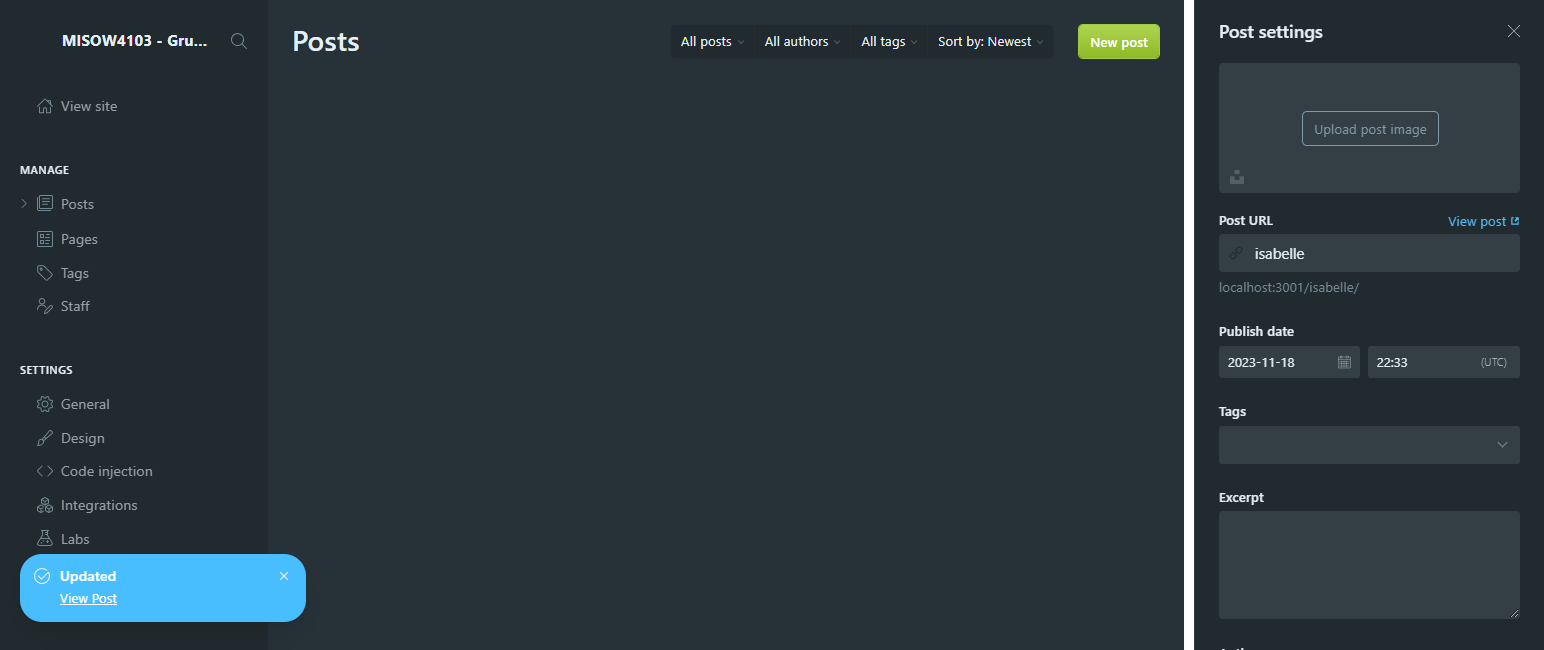 MISOW4103 - Gru...
View site
MANAGE
Posts
Pages
Tags
Staff
SETTINGS
General
Design
Code injection
Integrations
Labs
Updated
View Post
Posts
All posts
All authors
All tags
Sort by: Newest
New post
Post settings
Upload post image
Post URL
View post
isabelle
localhost:3001/isabelle/
Publish date
2023-11-18
22:33
(UTC)
Tags
Excerpt